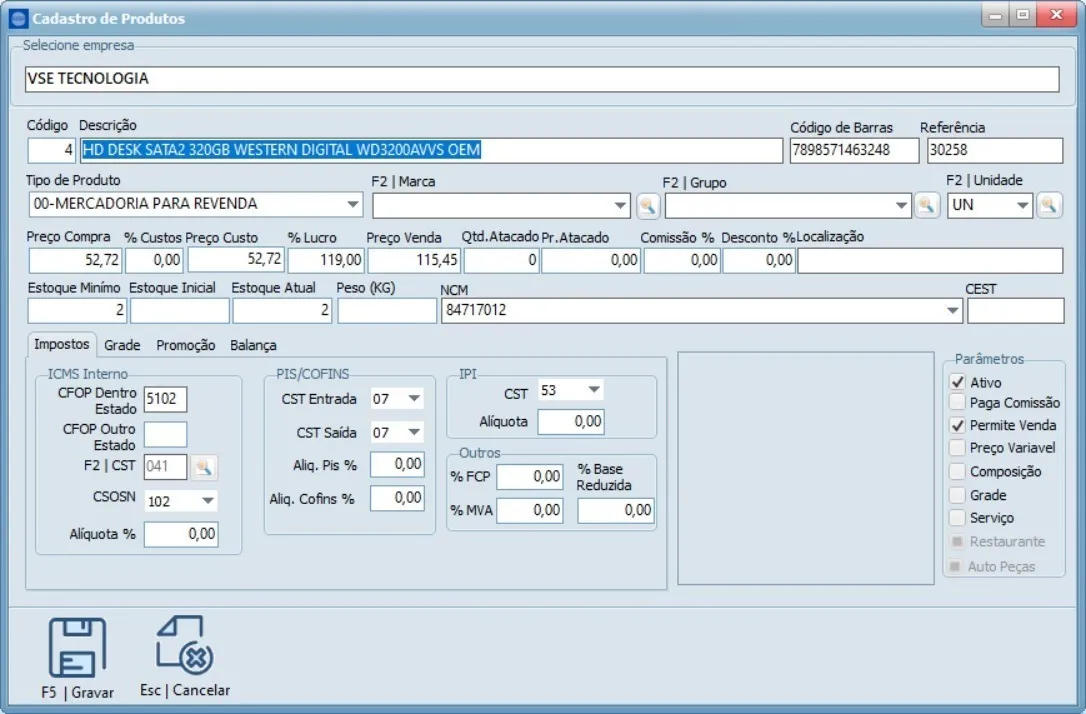 Cadastro de Produtos
Selecione empresa
VSE TECNOLOGIA
Código Descrição Código de Barras Referência
4 HD DESK SATA2 320GB WESTERN DIGITAL WD3200AVVS OEM 7898571463248 30258
Tipo de Produto F2 | Marca F2 | Grupo F2 | Unidade
00-MERCADORIA PARA REVENDA UN
Preço Compra % Custos Preço Custo % Lucro Preço Venda Qtd.Atacado Pr.Atacado Comissão % Desconto % Localização
52,72 0,00 52,72 119,00 115,45 0 0,00 0,00 0,00
Estoque Minímo Estoque Inicial Estoque Atual Peso (KG) NCM CEST
2 2 84717012
Impostos Grade Promoção Balança
ICMS Interno
CFOP Dentro
Estado
5102
CFOP Outro
Estado
F2 | CST 041
CSOSN 102
Alíquota % 0,00
PIS/COFINS
CST Entrada 07
CST Saída 07
Aliq. Pis % 0,00
Aliq. Cofins % 0,00
IPI
CST 53
Alíquota 0,00
Outros
% FCP 0,00
% Base
Reduzida
% MVA 0,00 0,00
Parâmetros
Ativo
Paga Comissão
Permite Venda
Preço Variavel
Composição
Grade
Serviço
Restaurante
Auto Peças
F5 | Gravar Esc | Cancelar